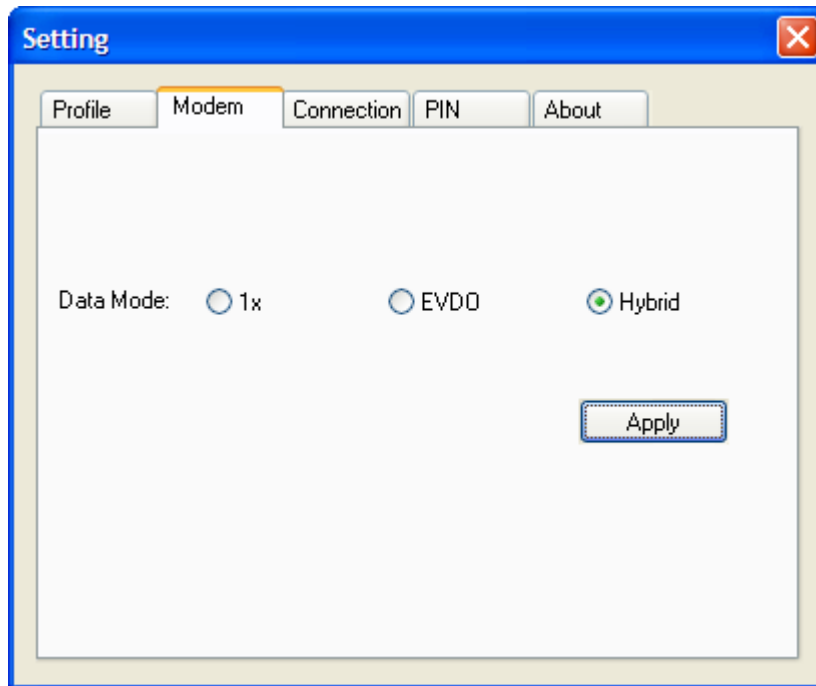 Setting
Profile Modem Connection PIN About
Data Mode: 1x EVDO Hybrid
Apply